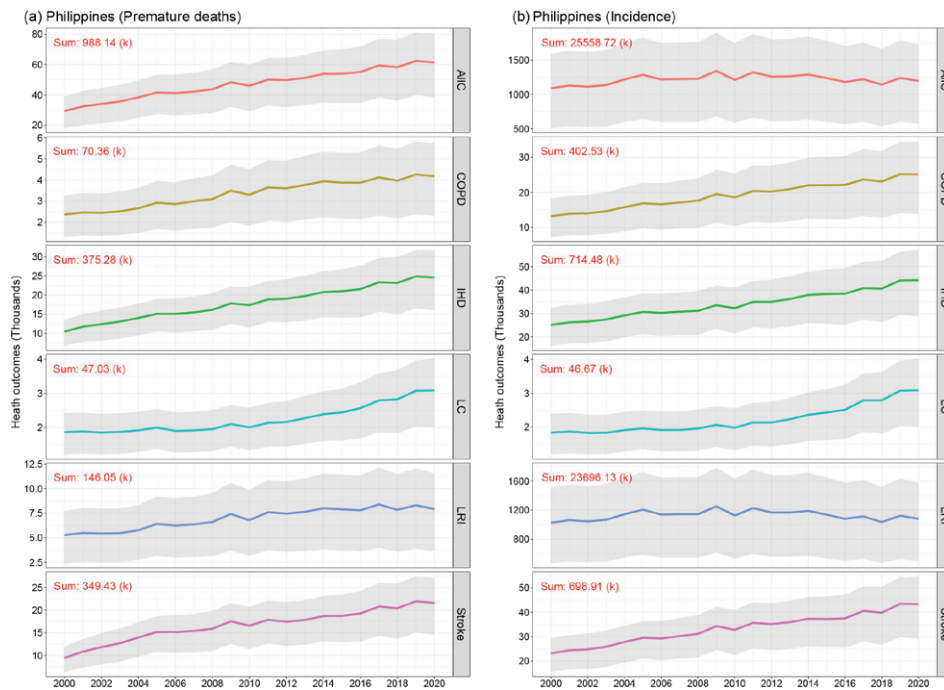 (a) Philippines (Premature deaths)
Heath outcomes (Thousands)
Sum: 988.14 (k)
80
60
40
20
AllC
Sum: 70.36 (k)
6
5
4
3
2
COPD
Sum: 375.28 (k)
30
25
20
15
10
IHD
Sum: 47.03 (k)
4
3
2
LC
Sum: 146.05 (k)
12.5
10.0
7.5
5.0
2.5
LRI
Sum: 349.43 (k)
25
20
15
10
Stroke
2000 2002 2004 2006 2008 2010 2012 2014 2016 2018 2020
(b) Philippines (Incidence)
Heath outcomes (Thousands)
Sum: 25558.72 (k)
1500
1000
500
Sum: 402.53 (k)
30
20
10
Sum: 714.48 (k)
50
40
30
20
Sum: 46.67 (k)
4
3
2
Sum: 23696.13 (k)
1600
1200
800
Sum: 698.91 (k)
50
40
30
20
2000 2002 2004 2006 2008 2010 2012 2014 2016 2018 2020